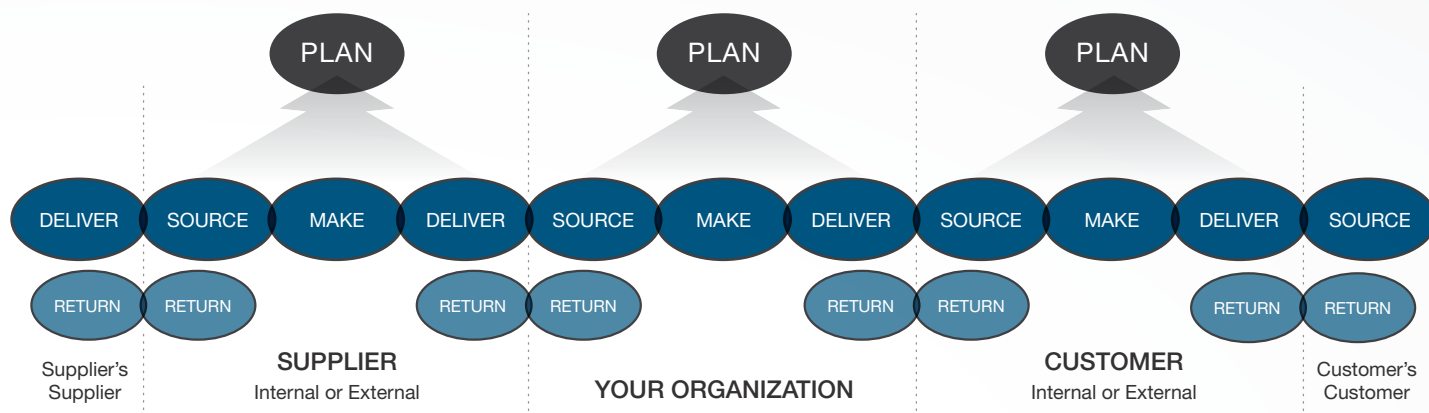 PLAN PLAN PLAN
DELIVER SOURCE MAKE DELIVER SOURCE MAKE DELIVER SOURCE MAKE DELIVER SOURCE
RETURN RETURN RETURN RETURN RETURN RETURN RETURN RETURN
Supplier's
Supplier
SUPPLIER
Internal or External
YOUR ORGANIZATION
CUSTOMER
Internal or External
Customer's
Customer